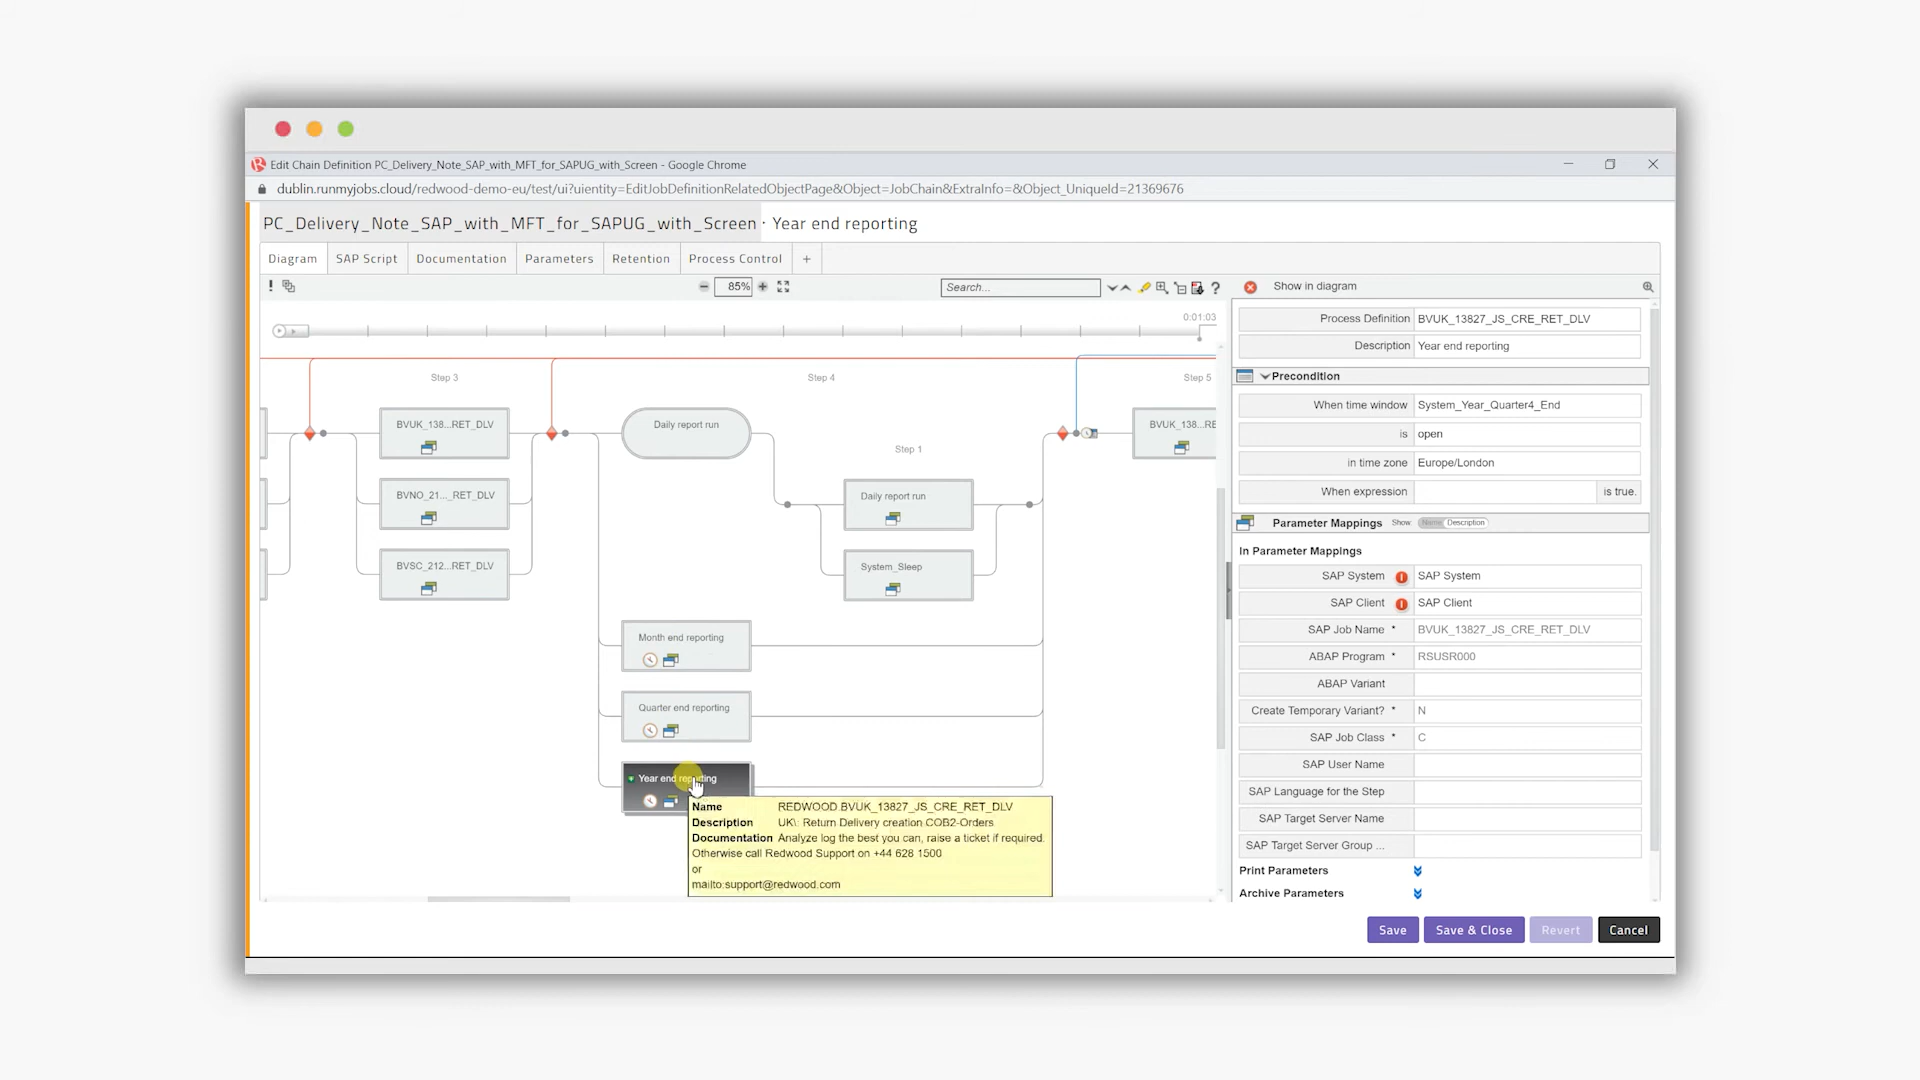 Edit Chain Definition PC_Delivery_Note_SAP_with_MFT_for_SAPUG_with_Screen - Google Chrome
dublin.runmyjobs.cloud/redwood-demo-eu/test/ui?uientity=EditJobDefinitionRelatedObjectPage&Object=JobChain&ExtraInfo=&Object_UniqueId=21369676
PC_Delivery_Note_SAP_with_MFT_for_SAPUG_with_Screen · Year end reporting
Diagram SAP Script Documentation Parameters Retention Process Control +
85% Search... ?
0:01:03
Step 3 Step 4 Step 5
BVUK_138...RET_DLV
Daily report run
BVUK_138...RE
Step 1
BVNO_21..._RET_DLV
Daily report run
BVSC_212...RET_DLV
System_Sleep
Month end reporting
Quarter end reporting
Year end reporting
Name REDWOOD.BVUK_13827_JS_CRE_RET_DLV
Description UK\: Return Delivery creation COB2-Orders
Documentation Analyze log the best you can, raise a ticket if required.
Otherwise call Redwood Support on +44 628 1500
or
mailto:support@redwood.com
Show in diagram
Process Definition BVUK_13827_JS_CRE_RET_DLV
Description Year end reporting
Precondition
When time window System_Year_Quarter4_End
is open
in time zone Europe/London
When expression is true.
Parameter Mappings Show Name Description
In Parameter Mappings
SAP System SAP System
SAP Client SAP Client
SAP Job Name * BVUK_13827_JS_CRE_RET_DLV
ABAP Program * RSUSR000
ABAP Variant
Create Temporary Variant? * N
SAP Job Class * C
SAP User Name
SAP Language for the Step
SAP Target Server Name
SAP Target Server Group ...
Print Parameters
Archive Parameters
Save Save & Close Revert Cancel